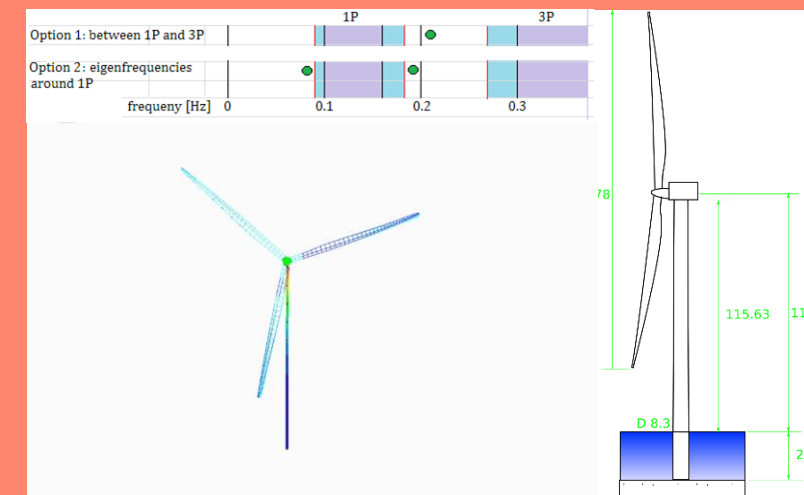 1P 3P
Option 1: between 1P and 3P
Option 2: eigenfrequencies
around 1P
frequeny [Hz] 0 0.1 0.2 0.3
78
115.63
11
D 8.3
2